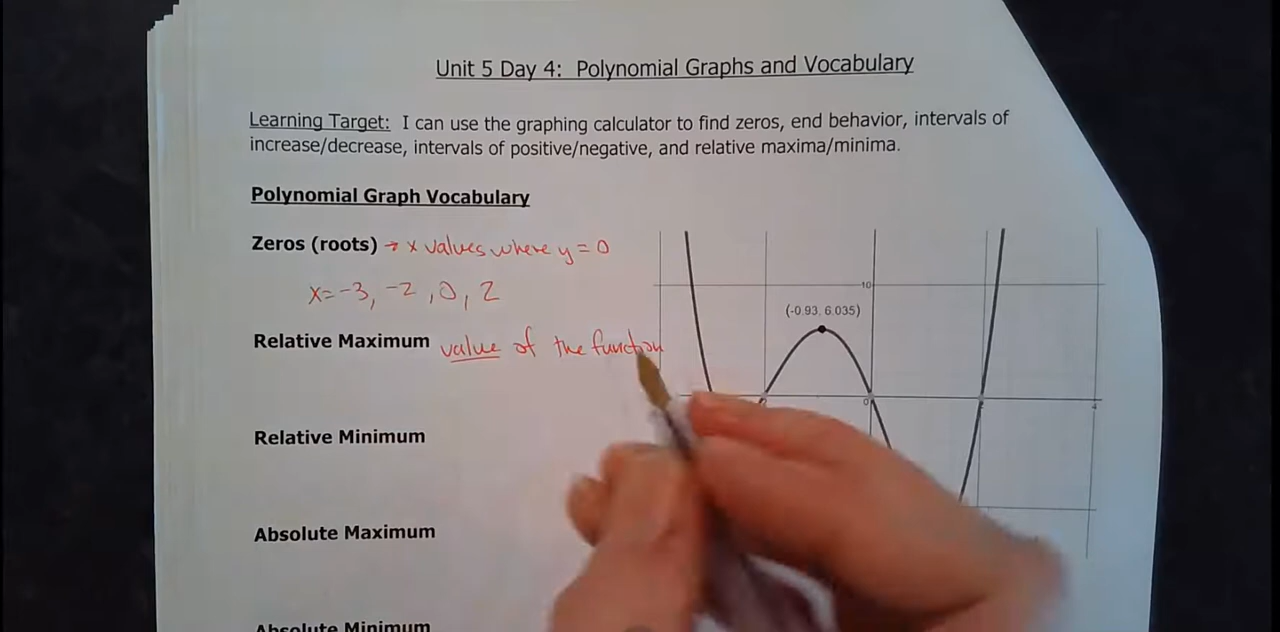 Unit 5 Day 4: Polynomial Graphs and Vocabulary
Learning Target: I can use the graphing calculator to find zeros, end behavior, intervals of
increase/decrease, intervals of positive/negative, and relative maxima/minima.
Polynomial Graph Vocabulary
Zeros (roots) → x values where y = 0
x = -3, -2, 0, 2
10
(-0.93, 6.035)
Relative Maximum value of the function
0
Relative Minimum
Absolute Maximum
Absolute Minimum